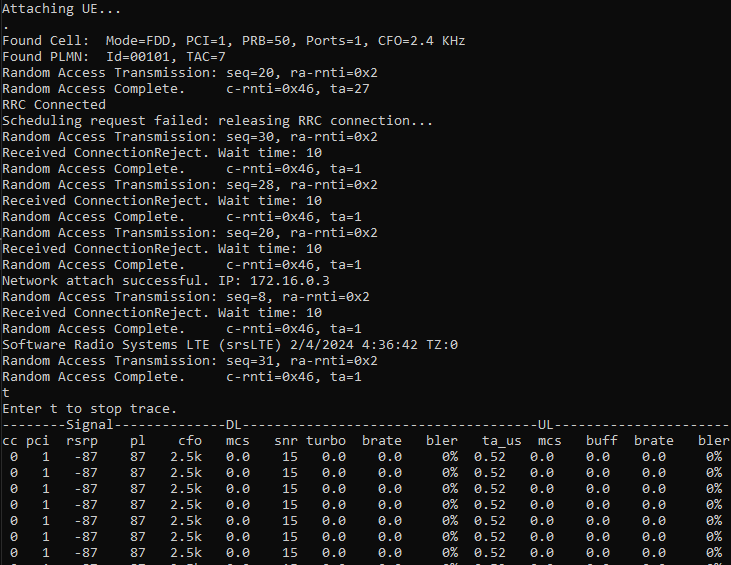 Attaching UE...
.
Found Cell:  Mode=FDD, PCI=1, PRB=50, Ports=1, CFO=2.4 KHz
Found PLMN:  Id=00101, TAC=7
Random Access Transmission: seq=20, ra-rnti=0x2
Random Access Complete.     c-rnti=0x46, ta=27
RRC Connected
Scheduling request failed: releasing RRC connection...
Random Access Transmission: seq=30, ra-rnti=0x2
Received ConnectionReject. Wait time: 10
Random Access Complete.     c-rnti=0x46, ta=1
Random Access Transmission: seq=28, ra-rnti=0x2
Received ConnectionReject. Wait time: 10
Random Access Complete.     c-rnti=0x46, ta=1
Random Access Transmission: seq=20, ra-rnti=0x2
Received ConnectionReject. Wait time: 10
Random Access Complete.     c-rnti=0x46, ta=1
Network attach successful. IP: 172.16.0.3
Random Access Transmission: seq=8, ra-rnti=0x2
Received ConnectionReject. Wait time: 10
Random Access Complete.     c-rnti=0x46, ta=1
Software Radio Systems LTE (srsLTE) 2/4/2024 4:36:42 TZ:0
Random Access Transmission: seq=31, ra-rnti=0x2
Random Access Complete.     c-rnti=0x46, ta=1
t
Enter t to stop trace.
--------Signal--------------DL-------------------------------------UL------------------------
cc pci  rsrp    pl    cfo   mcs   snr turbo  brate   bler   ta_us  mcs   buff  brate   bler
0   1   -87    87   2.5k   0.0    15   0.0    0.0     0%  0.52   0.0    0.0    0.0     0%
0   1   -87    87   2.5k   0.0    15   0.0    0.0     0%  0.52   0.0    0.0    0.0     0%
0   1   -87    87   2.5k   0.0    15   0.0    0.0     0%  0.52   0.0    0.0    0.0     0%
0   1   -87    87   2.5k   0.0    15   0.0    0.0     0%  0.52   0.0    0.0    0.0     0%
0   1   -87    87   2.5k   0.0    15   0.0    0.0     0%  0.52   0.0    0.0    0.0     0%
0   1   -87    87   2.5k   0.0    15   0.0    0.0     0%  0.52   0.0    0.0    0.0     0%
0   1   -87    87   2.5k   0.0    15   0.0    0.0     0%  0.52   0.0    0.0    0.0     0%